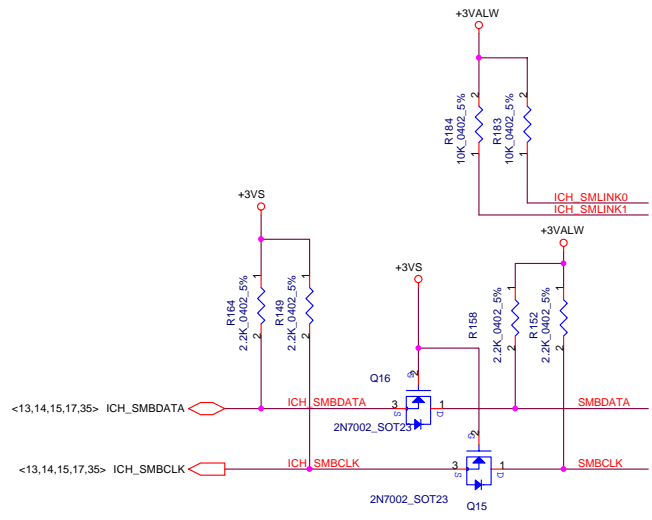 +3VALW
R184
10K_0402_5%
R183
10K_0402_5%
2
2
1
1
ICH_SMLINK0
ICH_SMLINK1
+3VS
+3VALW
+3VS
R164
2.2K_0402_5%
R149
2.2K_0402_5%
1
1
2
2
R158
2.2K_0402_5%
R152
2.2K_0402_5%
1
1
2
2
Q16
G
2
<13,14,15,17,35> ICH_SMBDATA
ICH_SMBDATA
3
S
1
D
SMBDATA
2N7002_SOT23
G
2
<13,14,15,17,35> ICH_SMBCLK
ICH_SMBCLK
3
S
1
D
SMBCLK
2N7002_SOT23
Q15